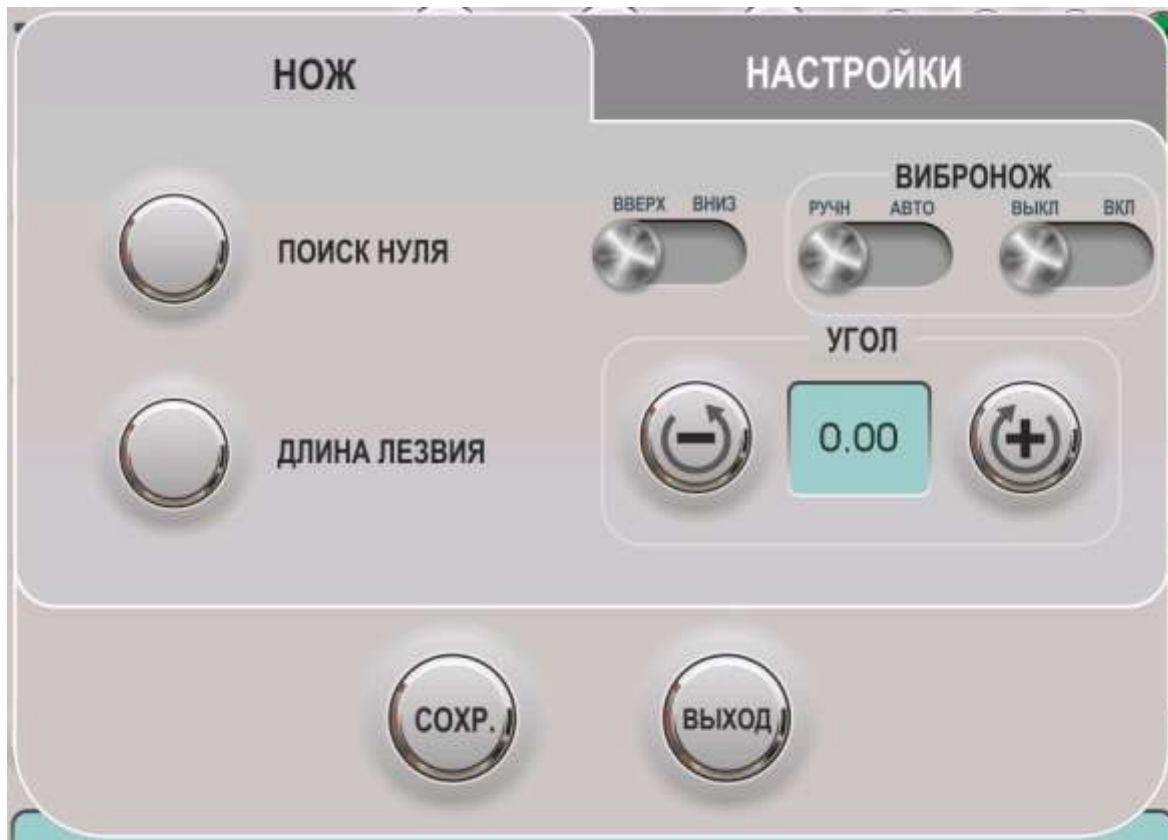 НОЖ
НАСТРОЙКИ
ВИБРОНОЖ
ВВЕРХ ВНИЗ
РУЧН АВТО
ВЫКЛ ВКЛ
ПОИСК НУЛЯ
УГОЛ
0.00
ДЛИНА ЛЕЗВИЯ
СОХР.
ВЫХОД